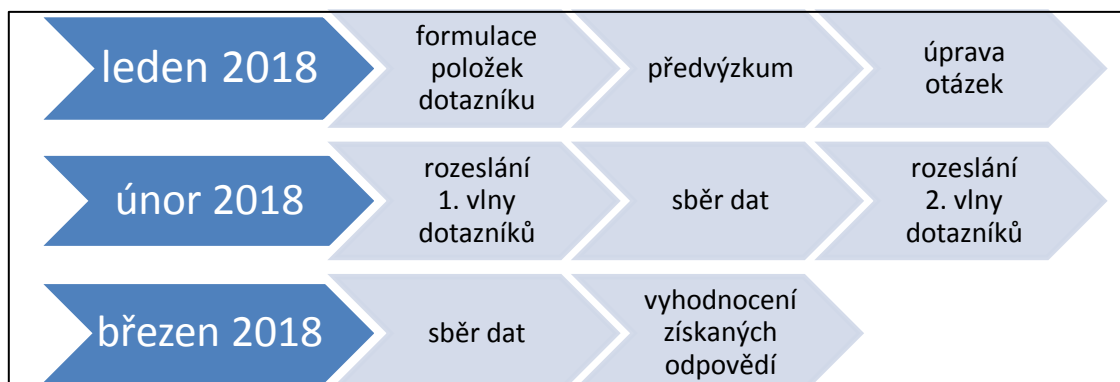 leden 2018
formulace
položek
dotazníku
předvýzkum
úprava
otázek
únor 2018
rozeslání
1. vlny
dotazníků
sběr dat
rozeslání
2. vlny
dotazníků
březen 2018
sběr dat
vyhodnocení
získaných
odpovědí